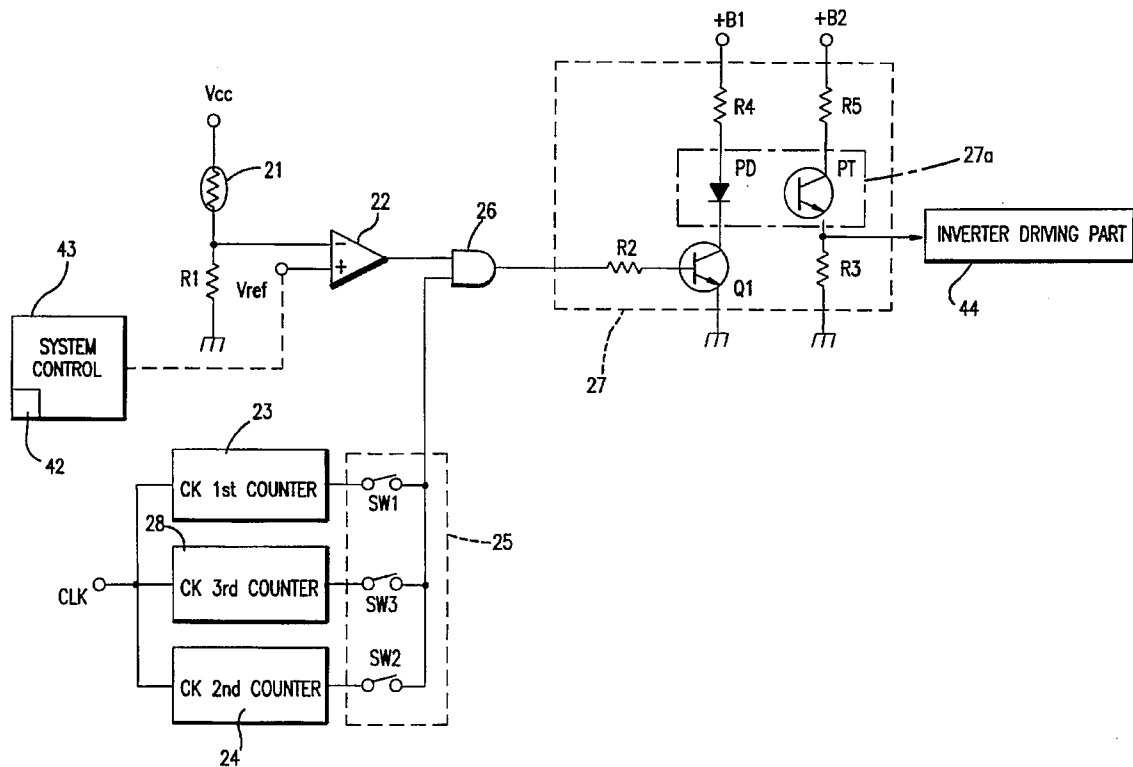 +B1
+B2
Vcc
R4
R5
21
27a
PD
PT
22
26
INVERTER DRIVING PART
43
R1
Vref
R2
Q1
R3
44
SYSTEM
CONTROL
27
42
23
CK 1st COUNTER
SW1
28
25
CLK
CK 3rd COUNTER
SW3
SW2
CK 2nd COUNTER
24